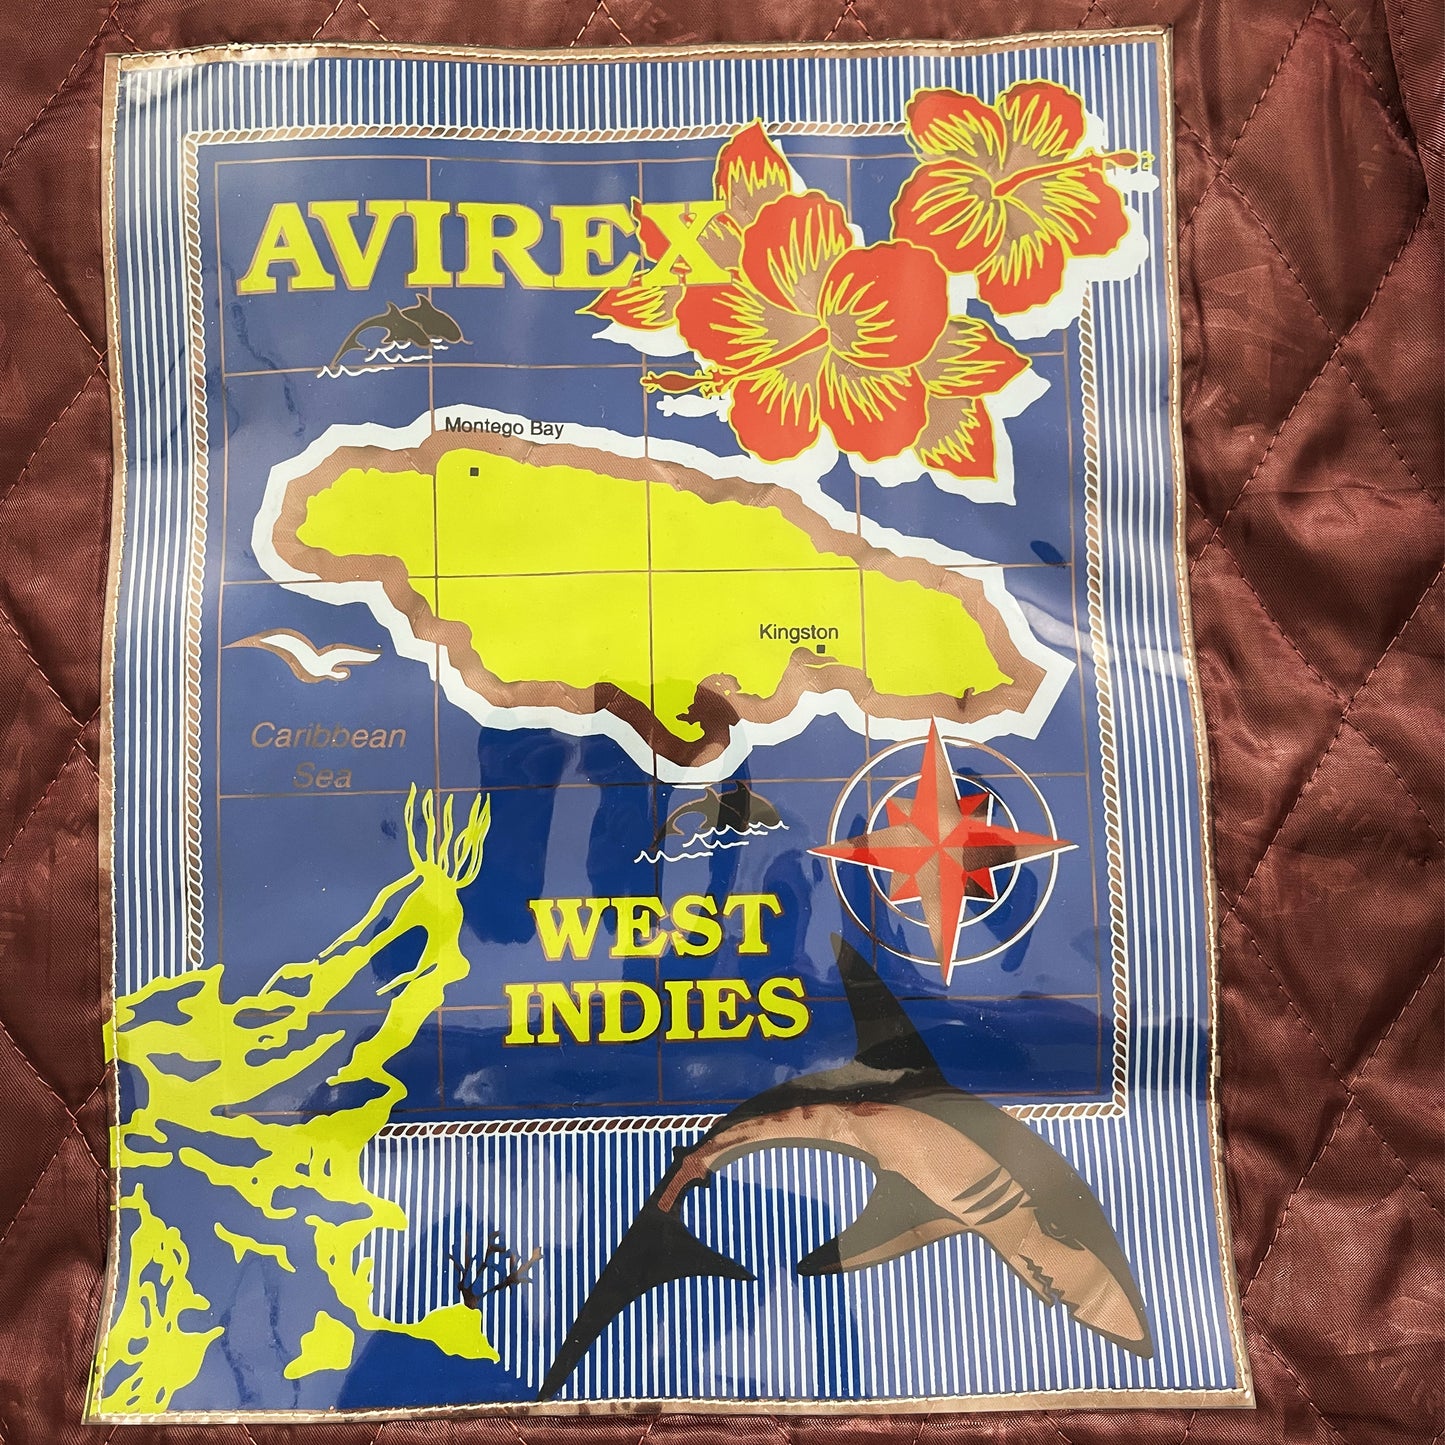 AVIREX
Montego Bay
Kingston
Caribbean
Sea
WEST
INDIES